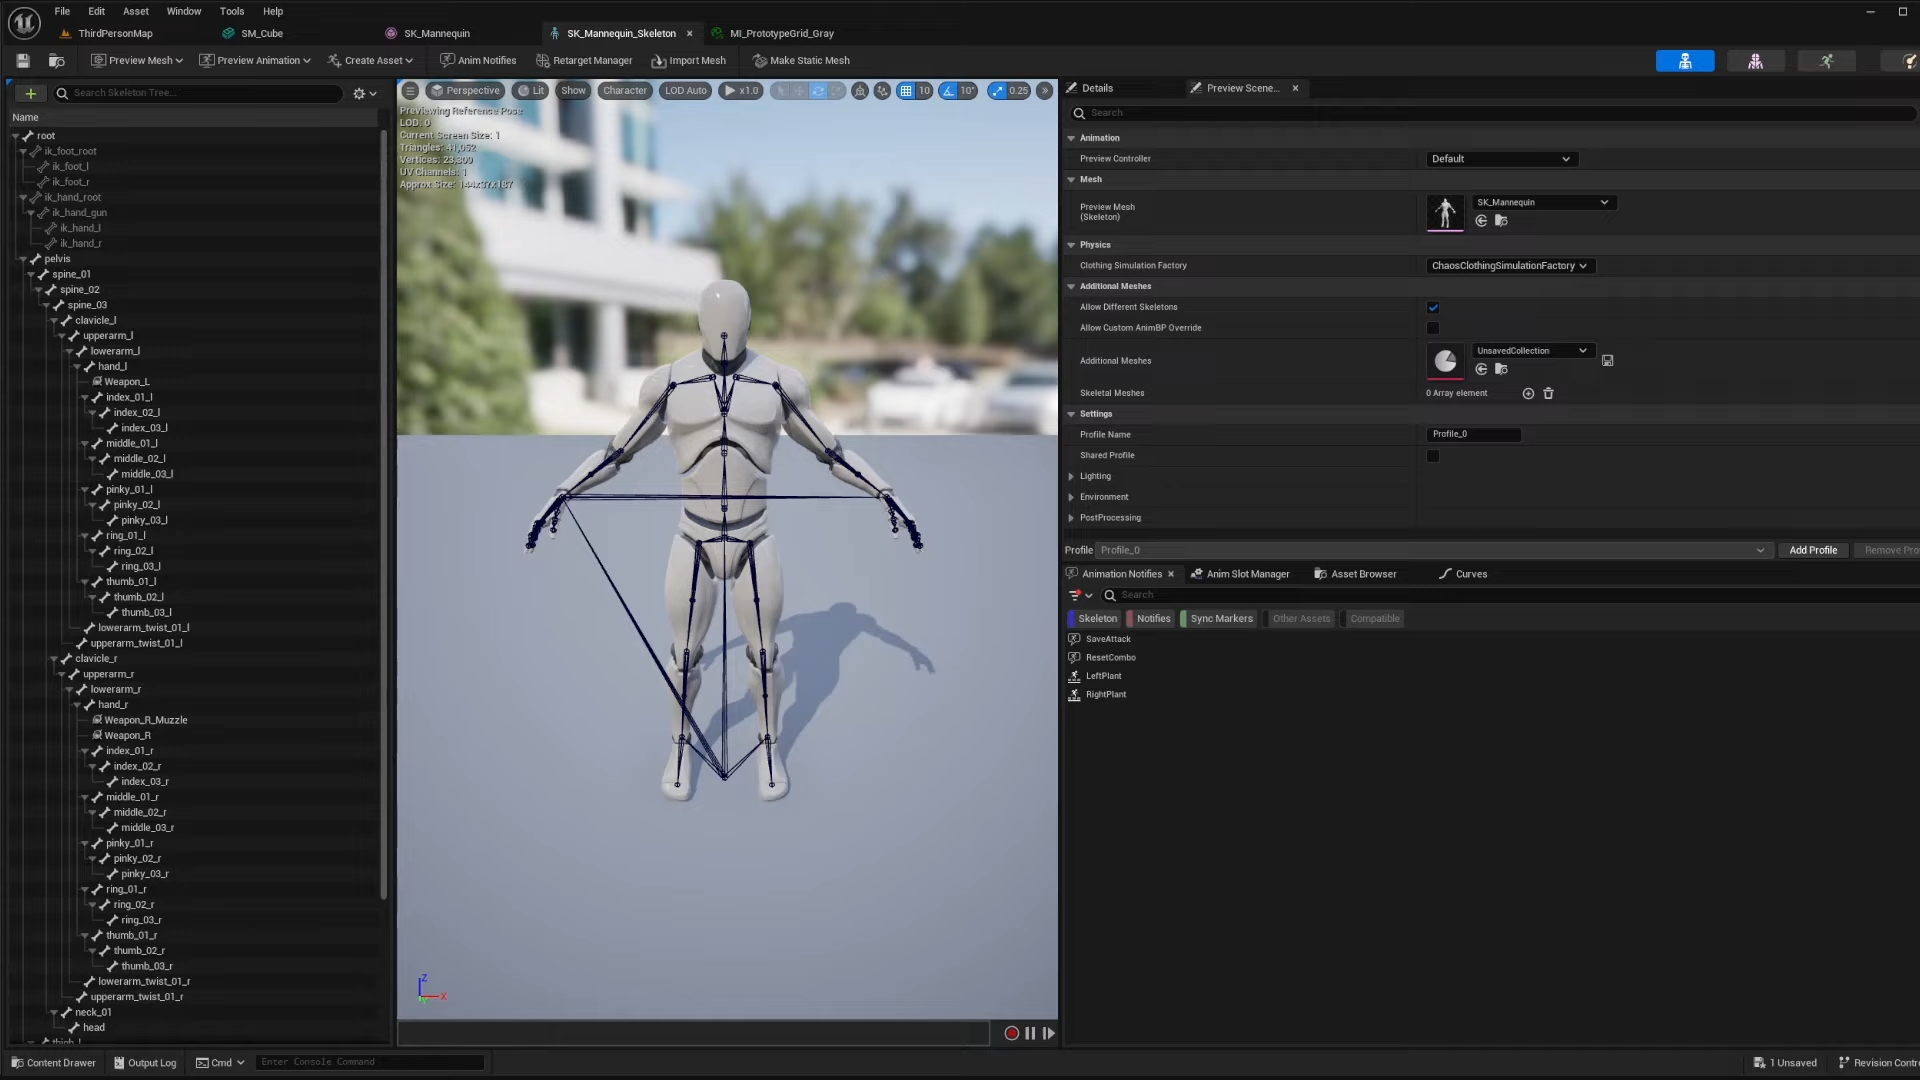 File Edit Asset Window Tools Help
ThirdPersonMap SM_Cube SK_Mannequin SK_Mannequin_Skeleton MI_PrototypeGrid_Gray
Preview Mesh Preview Animation Create Asset Anim Notifies Retarget Manager Import Mesh Make Static Mesh
Search Skeleton Tree...
Name
root
ik_foot_root
ik_foot_l
ik_foot_r
ik_hand_root
ik_hand_gun
ik_hand_l
ik_hand_r
pelvis
spine_01
spine_02
spine_03
clavicle_l
upperarm_l
lowerarm_l
hand_l
Weapon_L
index_01_l
index_02_l
index_03_l
middle_01_l
middle_02_l
middle_03_l
pinky_01_l
pinky_02_l
pinky_03_l
ring_01_l
ring_02_l
ring_03_l
thumb_01_l
thumb_02_l
thumb_03_l
lowerarm_twist_01_l
upperarm_twist_01_l
clavicle_r
upperarm_r
lowerarm_r
hand_r
Weapon_R_Muzzle
Weapon_R
index_01_r
index_02_r
index_03_r
middle_01_r
middle_02_r
middle_03_r
pinky_01_r
pinky_02_r
pinky_03_r
ring_01_r
ring_02_r
ring_03_r
thumb_01_r
thumb_02_r
thumb_03_r
lowerarm_twist_01_r
upperarm_twist_01_r
neck_01
head
thigh_l
Perspective Lit Show Character LOD Auto x1.0 10 10° 0.25
Previewing Reference Pose
LOD: 0
Current Screen Size: 1
Triangles: 41,052
Vertices: 23,300
UV Channels: 1
Approx Size: 144x37x187
Z
X
Details Preview Scene...
Search
Animation
Preview Controller Default
Mesh
Preview Mesh
(Skeleton)
SK_Mannequin
Physics
Clothing Simulation Factory ChaosClothingSimulationFactory
Additional Meshes
Allow Different Skeletons
Allow Custom AnimBP Override
Additional Meshes UnsavedCollection
Skeletal Meshes 0 Array element
Settings
Profile Name Profile_0
Shared Profile
Lighting
Environment
PostProcessing
Profile Profile_0 Add Profile Remove Pro
Animation Notifies Anim Slot Manager Asset Browser Curves
Search
Skeleton Notifies Sync Markers Other Assets Compatible
SaveAttack
ResetCombo
LeftPlant
RightPlant
Content Drawer Output Log Cmd Enter Console Command 1 Unsaved Revision Contr